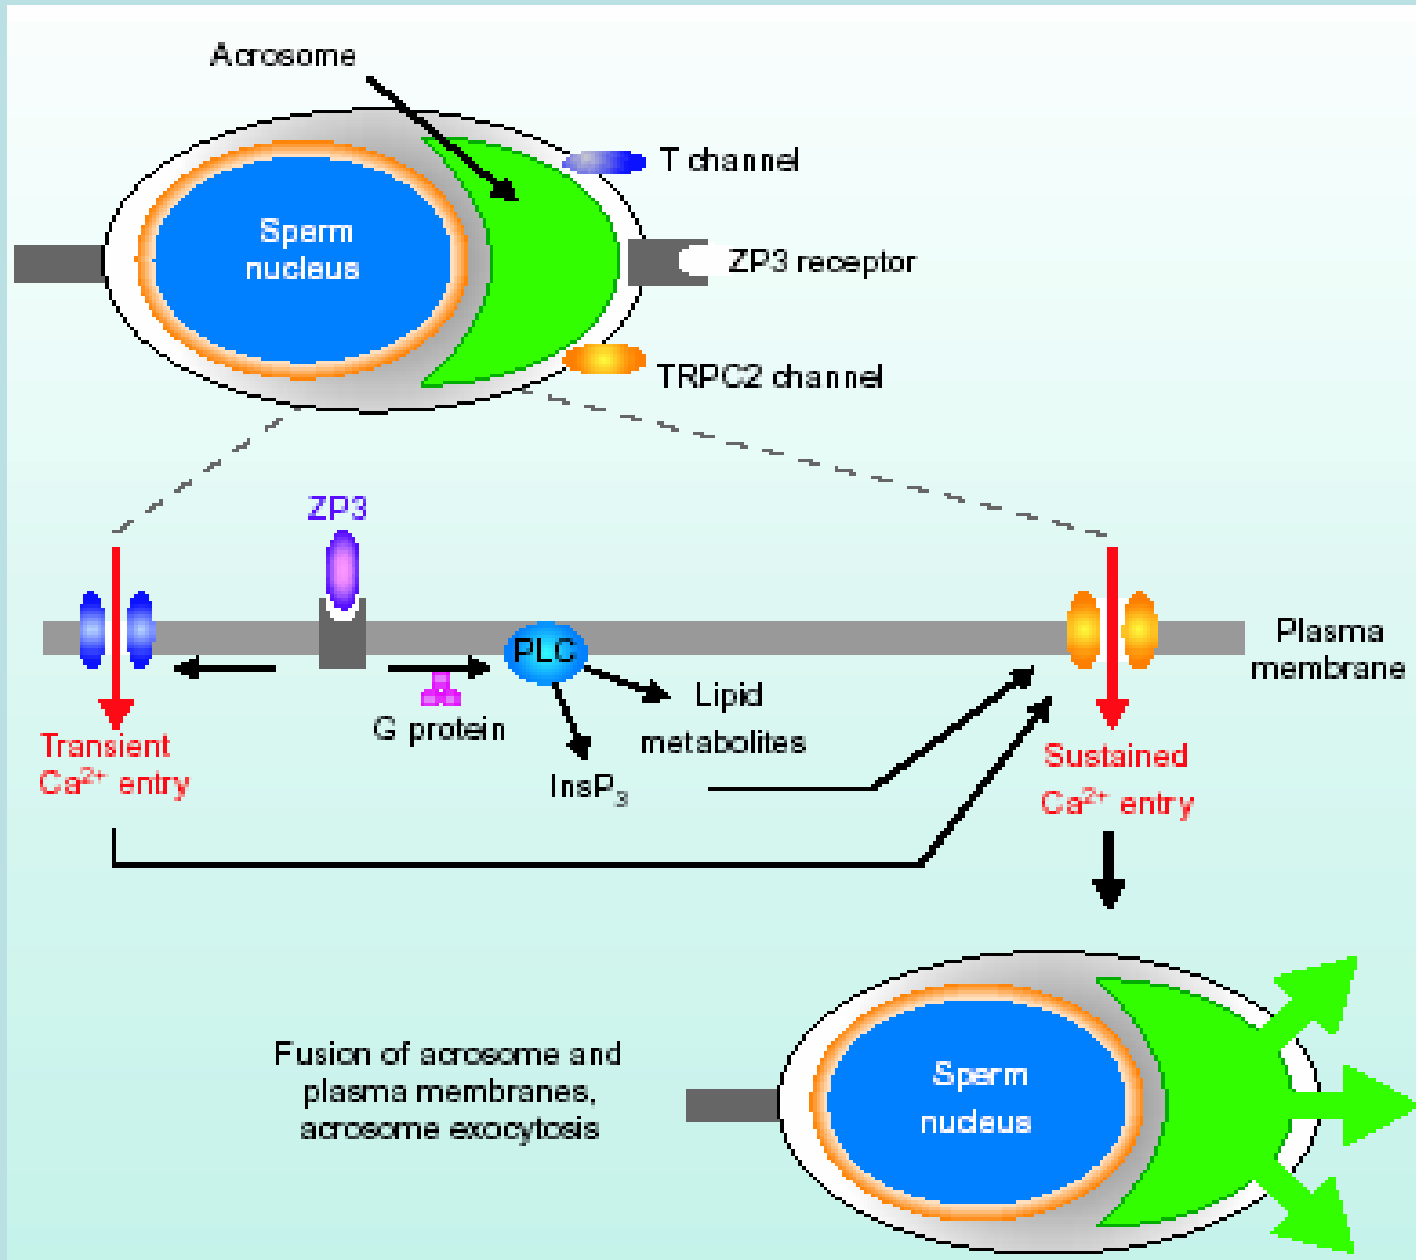 Acrosome
T channel
Sperm
nucleus
ZP3 receptor
TRPC2 channel
ZP3
PLC
Plasma
membrane
Lipid
metabolites
G protein
InsP₃
Transient
Ca²⁺ entry
Sustained
Ca²⁺ entry
Fusion of acrosome and
plasma membranes,
acrosome exocytosis
Sperm
nucleus